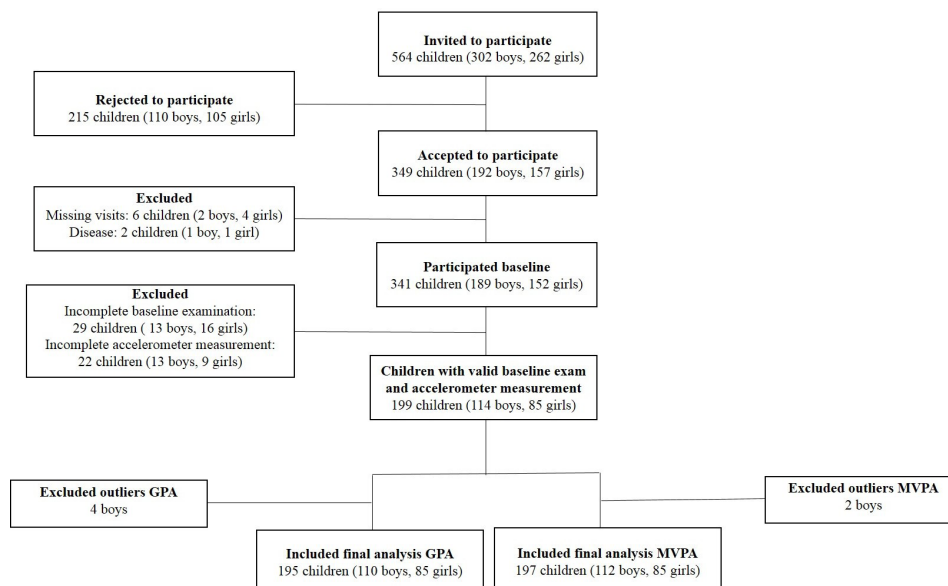 Invited to participate
564 children (302 boys, 262 girls)
Rejected to participate
215 children (110 boys, 105 girls)
Accepted to participate
349 children (192 boys, 157 girls)
Excluded
Missing visits: 6 children (2 boys, 4 girls)
Disease: 2 children (1 boy, 1 girl)
Participated baseline
341 children (189 boys, 152 girls)
Excluded
Incomplete baseline examination:
29 children ( 13 boys, 16 girls)
Incomplete accelerometer measurement:
22 children (13 boys, 9 girls)
Children with valid baseline exam
and accelerometer measurement
199 children (114 boys, 85 girls)
Excluded outliers GPA
4 boys
Excluded outliers MVPA
2 boys
Included final analysis GPA
195 children (110 boys, 85 girls)
Included final analysis MVPA
197 children (112 boys, 85 girls)